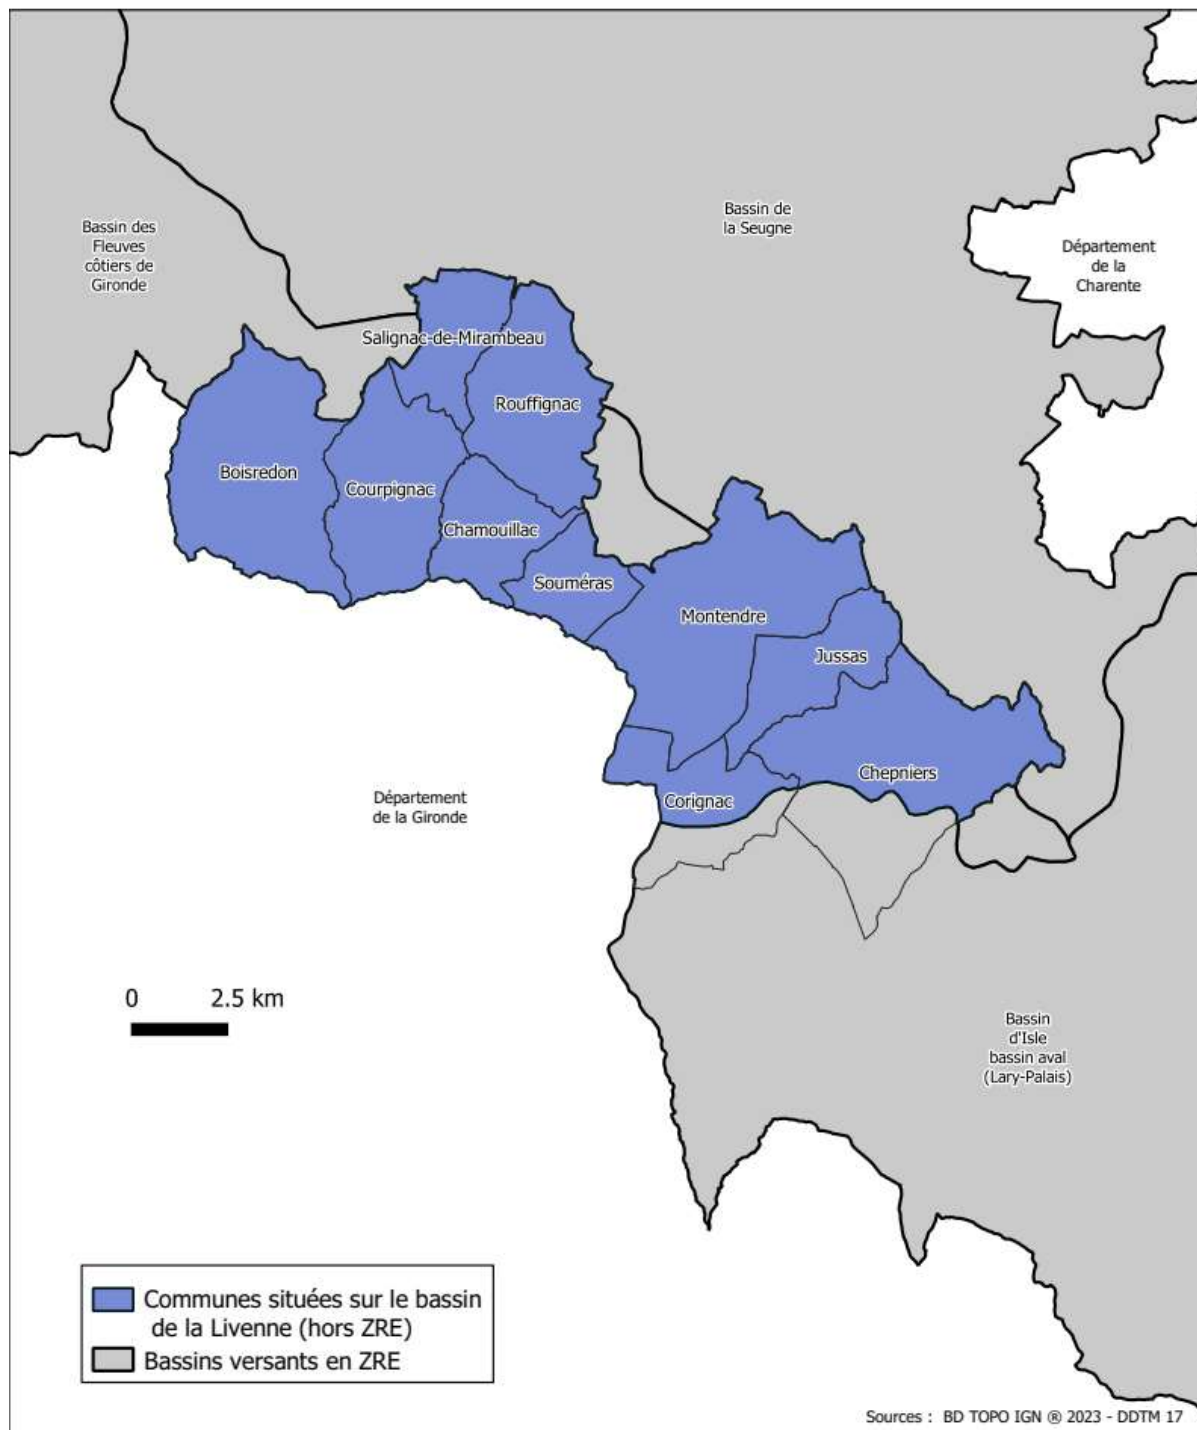 Bassin de
la Seugne
Bassin des
Fleuves
côtiers de
Gironde
Département
de la
Charente
Salignac-de-Mirambeau
Rouffignac
Boisredon
Courpignac
Chamouillac
Souméras
Montendre
Jussas
Chepniers
Corignac
Département
de la Gironde
0 2.5 km
Bassin
d'Isle
bassin aval
(Lary-Palais)
Communes situées sur le bassin
de la Livenne (hors ZRE)
Bassins versants en ZRE
Sources : BD TOPO IGN ® 2023 - DDTM 17